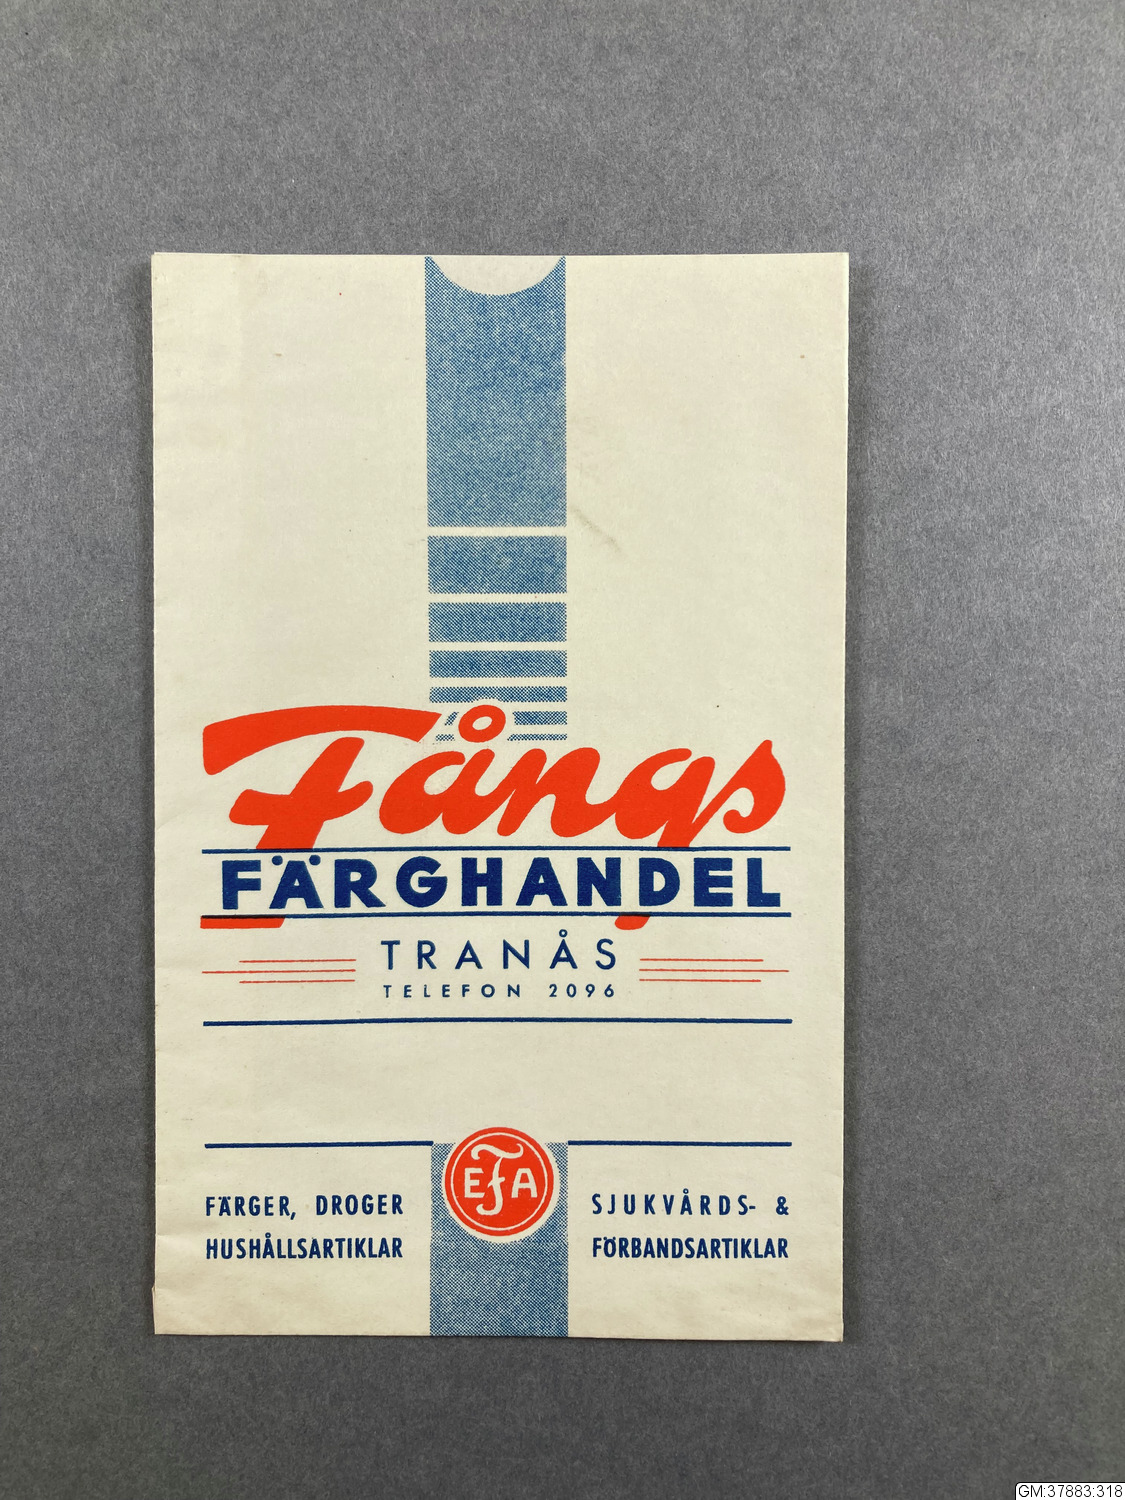 Fångs
FÄRGHANDEL
TRANÅS
TELEFON 2096
EFA
FÄRGER, DROGER
HUSHÅLLSARTIKLAR
SJUKVÅRDS- &
FÖRBANDSARTIKLAR
GM:37883:318